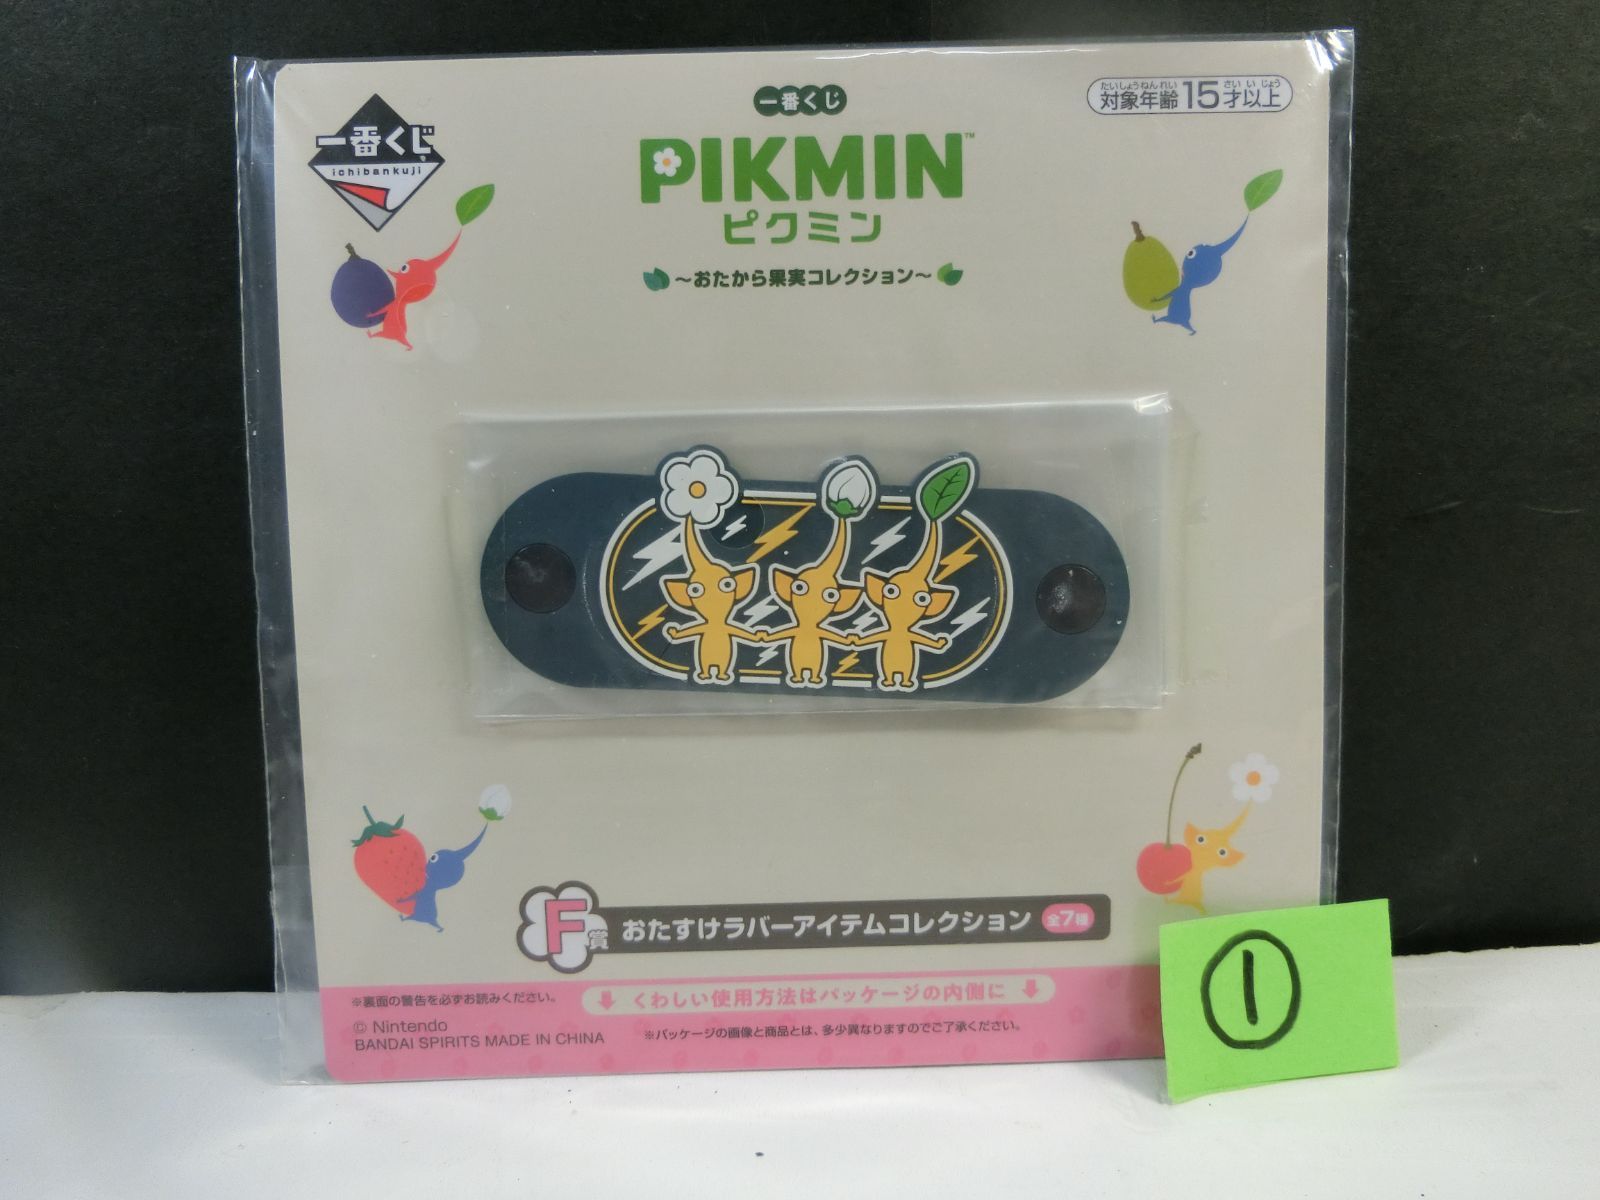 一番くじ
ichibankuji
一番くじ
PIKMIN™
ピクミン
～おたから果実コレクション～
たいしょうねんれい さい いじょう
対象年齢 15才以上
F賞 おたすけラバーアイテムコレクション 全7種
※裏面の警告を必ずお読みください。
くわしい使用方法はパッケージの内側に
© Nintendo
BANDAI SPIRITS MADE IN CHINA
※パッケージの画像と商品とは、多少異なりますのでご了承ください。
①